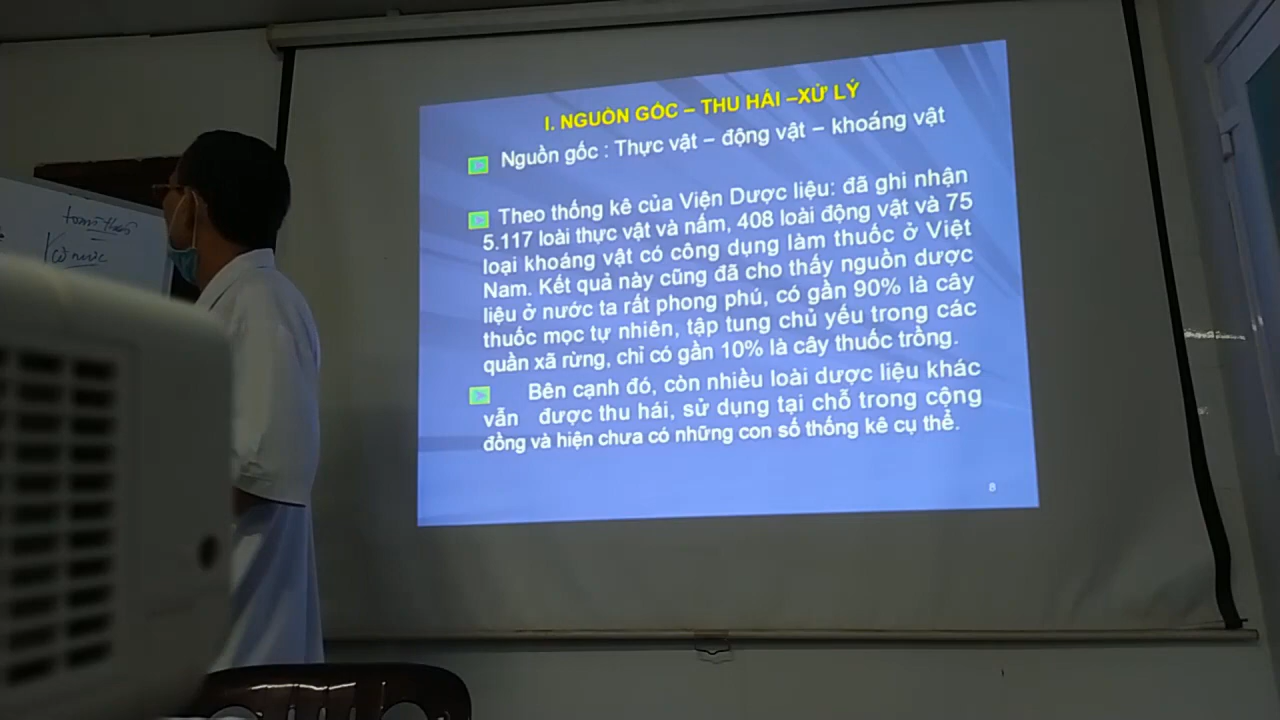 I. NGUỒN GỐC – THU HÁI –XỬ LÝ
Nguồn gốc : Thực vật – động vật – khoáng vật
Theo thống kê của Viện Dược liệu: đã ghi nhận
5.117 loài thực vật và nấm, 408 loài động vật và 75
loại khoáng vật có công dụng làm thuốc ở Việt
Nam. Kết quả này cũng đã cho thấy nguồn dược
liệu ở nước ta rất phong phú, có gần 90% là cây
thuốc mọc tự nhiên, tập tung chủ yếu trong các
quần xã rừng, chỉ có gần 10% là cây thuốc trồng.
Bên cạnh đó, còn nhiều loài dược liệu khác
vẫn được thu hái, sử dụng tại chỗ trong cộng
đồng và hiện chưa có những con số thống kê cụ thể.
8